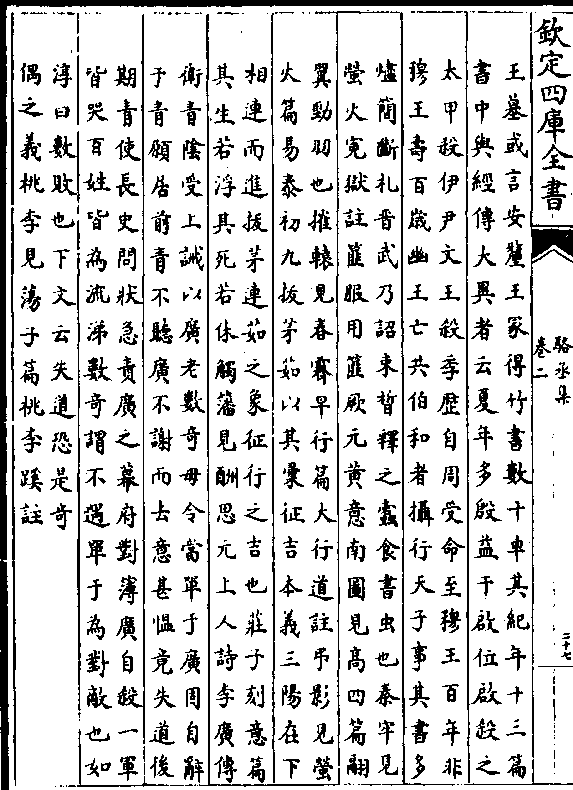 欽定四庫全書
駱丞集
卷二
二十七
王墓或言安釐王冢得竹書數十車其紀年十三篇
書中與經傳大異者云夏年多殷益干啟位啟殺之
太甲殺伊尹文王殺季歴自周受命至穆王百年非
穆王壽百歲幽王亡共伯和者攝行天子事其書多
燼簡斷札晉武乃詔束晳釋之蠧食書虫也秦牢見
螢火寃獄註篚服用篚厥元黄意南圖見髙四篇翮
翼勁羽也摧轅見春霽早行篇大行道註弔影見螢
火篇易泰初九拔茅茹以其彚征吉本義三陽在下
相連而進拔茅連茹之象征行之吉也莊子刻意篇
其生若浮其死若休觸藩見酬思元上人詩李廣傳
衛青陰受上誡以廣老數奇毋令當單于廣固自辭
于青願居前青不聽廣不謝而去意甚愠竟失道後
期青使長史問狀急責廣之幕府對薄廣自殺一軍
皆哭百姓皆為流涕數奇謂不遇單于為對敵也如
淳曰數敗也下文云失道恐是奇
偶之義桃李見蕩子篇桃李蹊註